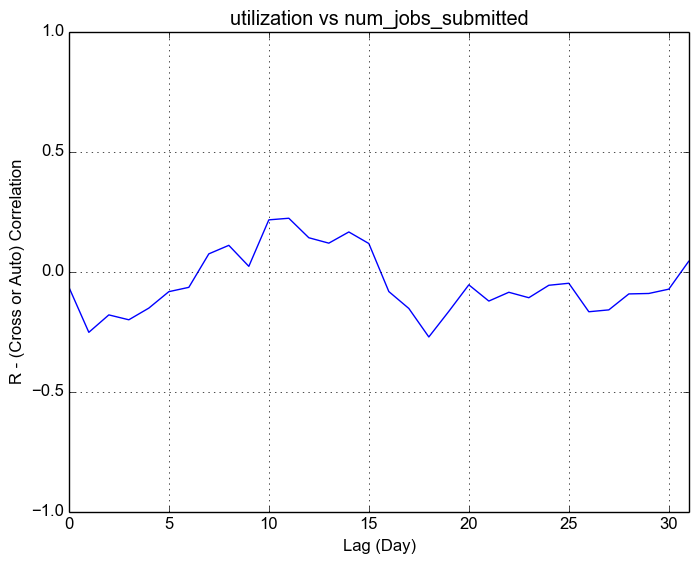 utilization vs num_jobs_submitted
1.0
0.5
0.0
−0.5
−1.0
R - (Cross or Auto) Correlation
0 5 10 15 20 25 30
Lag (Day)